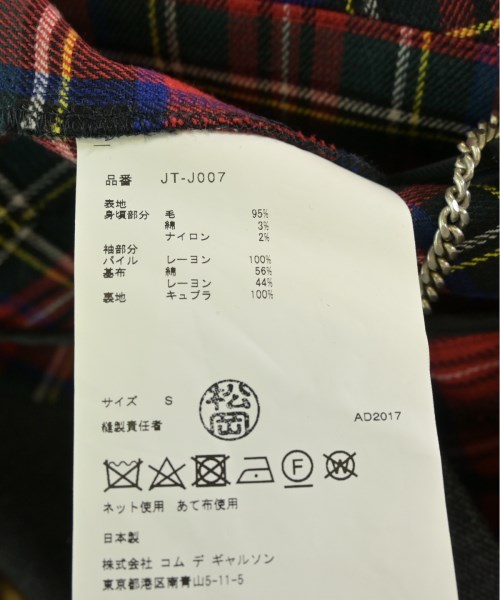 品番 JT-J007
表地
身頃部分 毛 95%
綿 3%
ナイロン 2%
袖部分
パイル レーヨン 100%
基布 綿 56%
レーヨン 44%
裏地 キュプラ 100%
サイズ S
松岡
AD2017
縫製責任者
F
W
ネット使用 あて布使用
日本製
株式会社 コム デ ギャルソン
東京都港区南青山5-11-5